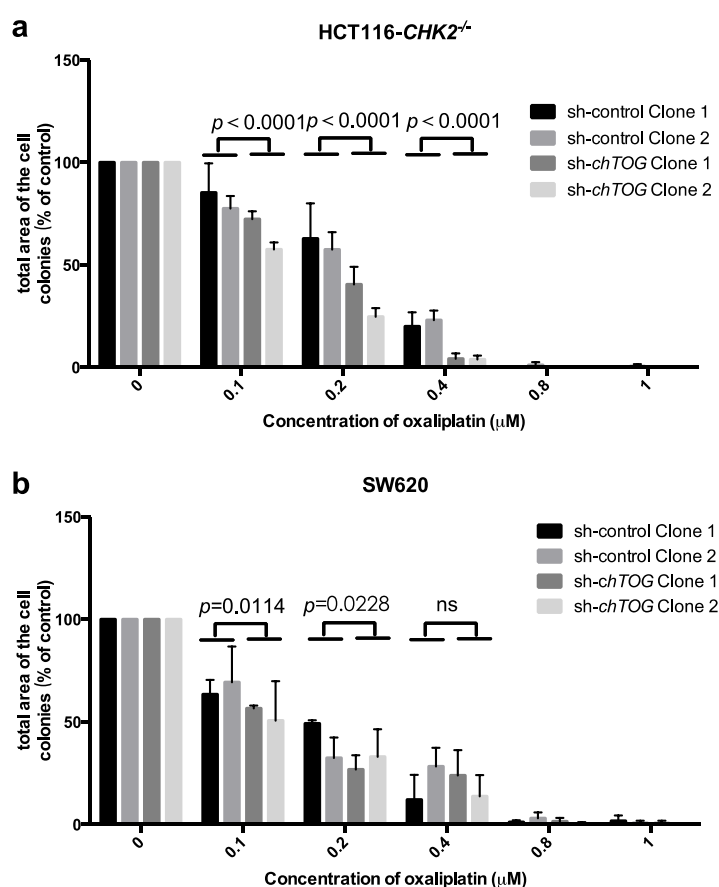 a
HCT116-CHK2-/-
150
100
50
0
total area of the cell
colonies (% of control)
p < 0.0001 p < 0.0001 p < 0.0001
sh-control Clone 1
sh-control Clone 2
sh-chTOG Clone 1
sh-chTOG Clone 2
0 0.1 0.2 0.4 0.8 1
Concentration of oxaliplatin (μM)
b
SW620
150
100
50
0
total area of the cell
colonies (% of control)
p=0.0114 p=0.0228 ns
sh-control Clone 1
sh-control Clone 2
sh-chTOG Clone 1
sh-chTOG Clone 2
0 0.1 0.2 0.4 0.8 1
Concentration of oxaliplatin (μM)